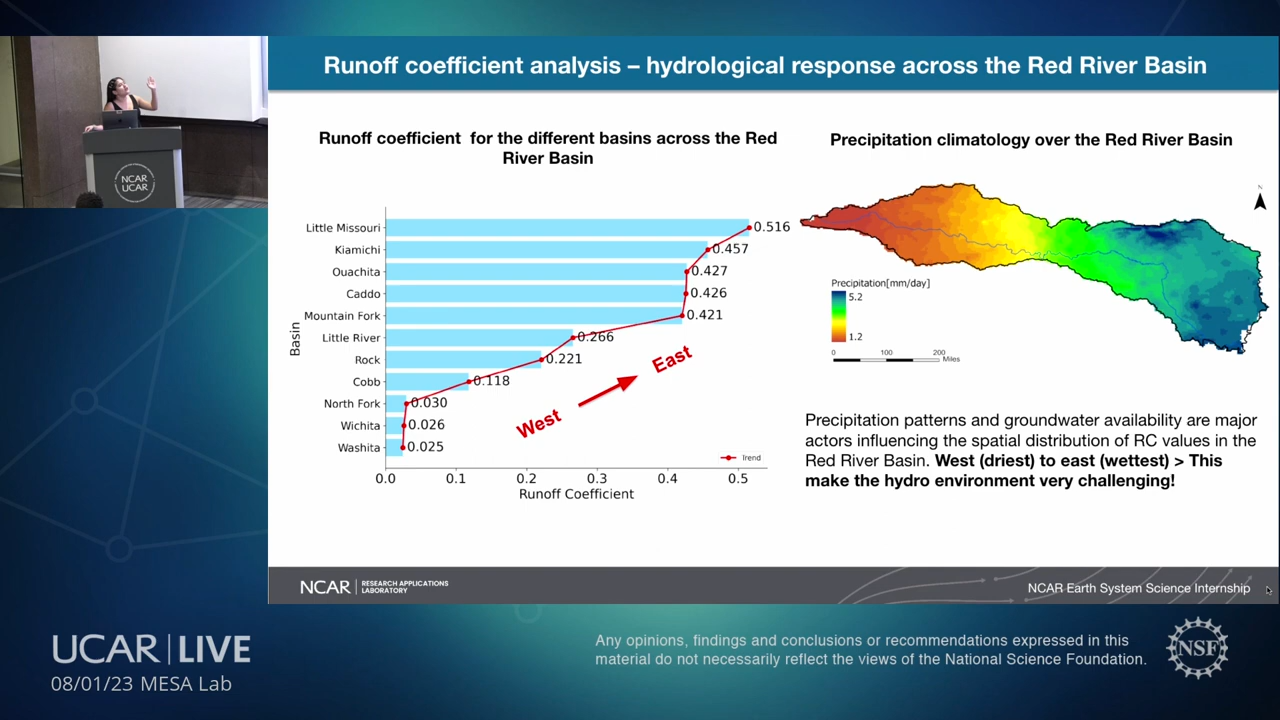 Runoff coefficient analysis – hydrological response across the Red River Basin
NCAR
UCAR
Runoff coefficient for the different basins across the Red
River Basin
Basin
Little Missouri
Kiamichi
Ouachita
Caddo
Mountain Fork
Little River
Rock
Cobb
North Fork
Wichita
Washita
0.516
0.457
0.427
0.426
0.421
0.266
0.221
0.118
0.030
0.026
0.025
West
East
Trend
0.0 0.1 0.2 0.3 0.4 0.5
Runoff Coefficient
Precipitation climatology over the Red River Basin
N
Precipitation[mm/day]
5.2
1.2
0 100 200
Miles
Precipitation patterns and groundwater availability are major
actors influencing the spatial distribution of RC values in the
Red River Basin. West (driest) to east (wettest) > This
make the hydro environment very challenging!
NCAR | RESEARCH APPLICATIONS
LABORATORY
NCAR Earth System Science Internship
UCAR | LIVE
08/01/23 MESA Lab
Any opinions, findings and conclusions or recommendations expressed in this
material do not necessarily reflect the views of the National Science Foundation.
NSF